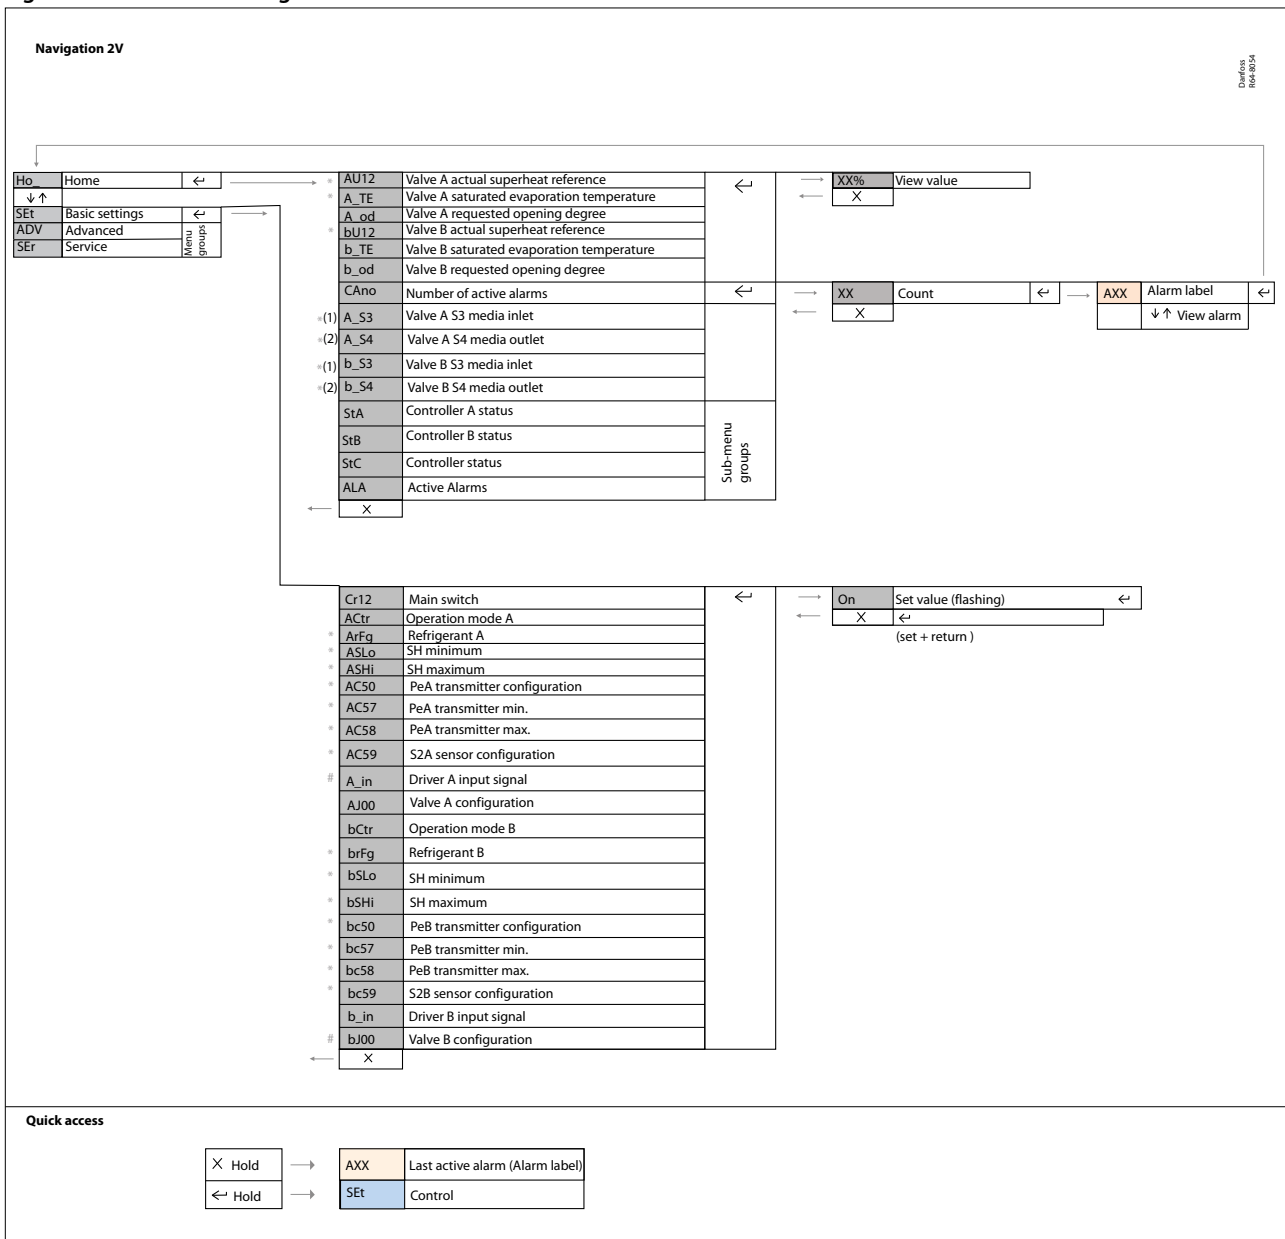 Navigation 2V
Danfoss
R64-8054
Ho_ Home ↵
↓ ↑
SEt Basic settings ↵
ADV Advanced
SEr Service
Menu groups
* AU12 Valve A actual superheat reference ↵
* A_TE Valve A saturated evaporation temperature
A_od Valve A requested opening degree
* bU12 Valve B actual superheat reference
b_TE Valve B saturated evaporation temperature
b_od Valve B requested opening degree
CAno Number of active alarms ↵
*(1) A_S3 Valve A S3 media inlet
*(2) A_S4 Valve A S4 media outlet
*(1) b_S3 Valve B S3 media inlet
*(2) b_S4 Valve B S4 media outlet
StA Controller A status
StB Controller B status
StC Controller status
ALA Active Alarms
Sub-menu groups
X
XX% View value
X
XX Count ↵
X
AXX Alarm label ↵
↓ ↑ View alarm
Cr12 Main switch ↵
ACtr Operation mode A
* ArFg Refrigerant A
* ASLo SH minimum
* ASHi SH maximum
* AC50 PeA transmitter configuration
* AC57 PeA transmitter min.
* AC58 PeA transmitter max.
* AC59 S2A sensor configuration
# A_in Driver A input signal
AJ00 Valve A configuration
bCtr Operation mode B
* brFg Refrigerant B
* bSLo SH minimum
* bSHi SH maximum
* bc50 PeB transmitter configuration
* bc57 PeB transmitter min.
* bc58 PeB transmitter max.
* bc59 S2B sensor configuration
b_in Driver B input signal
# bJ00 Valve B configuration
X
On Set value (flashing) ↵
X ↵
(set + return )
Quick access
X Hold AXX Last active alarm (Alarm label)
↵ Hold SEt Control